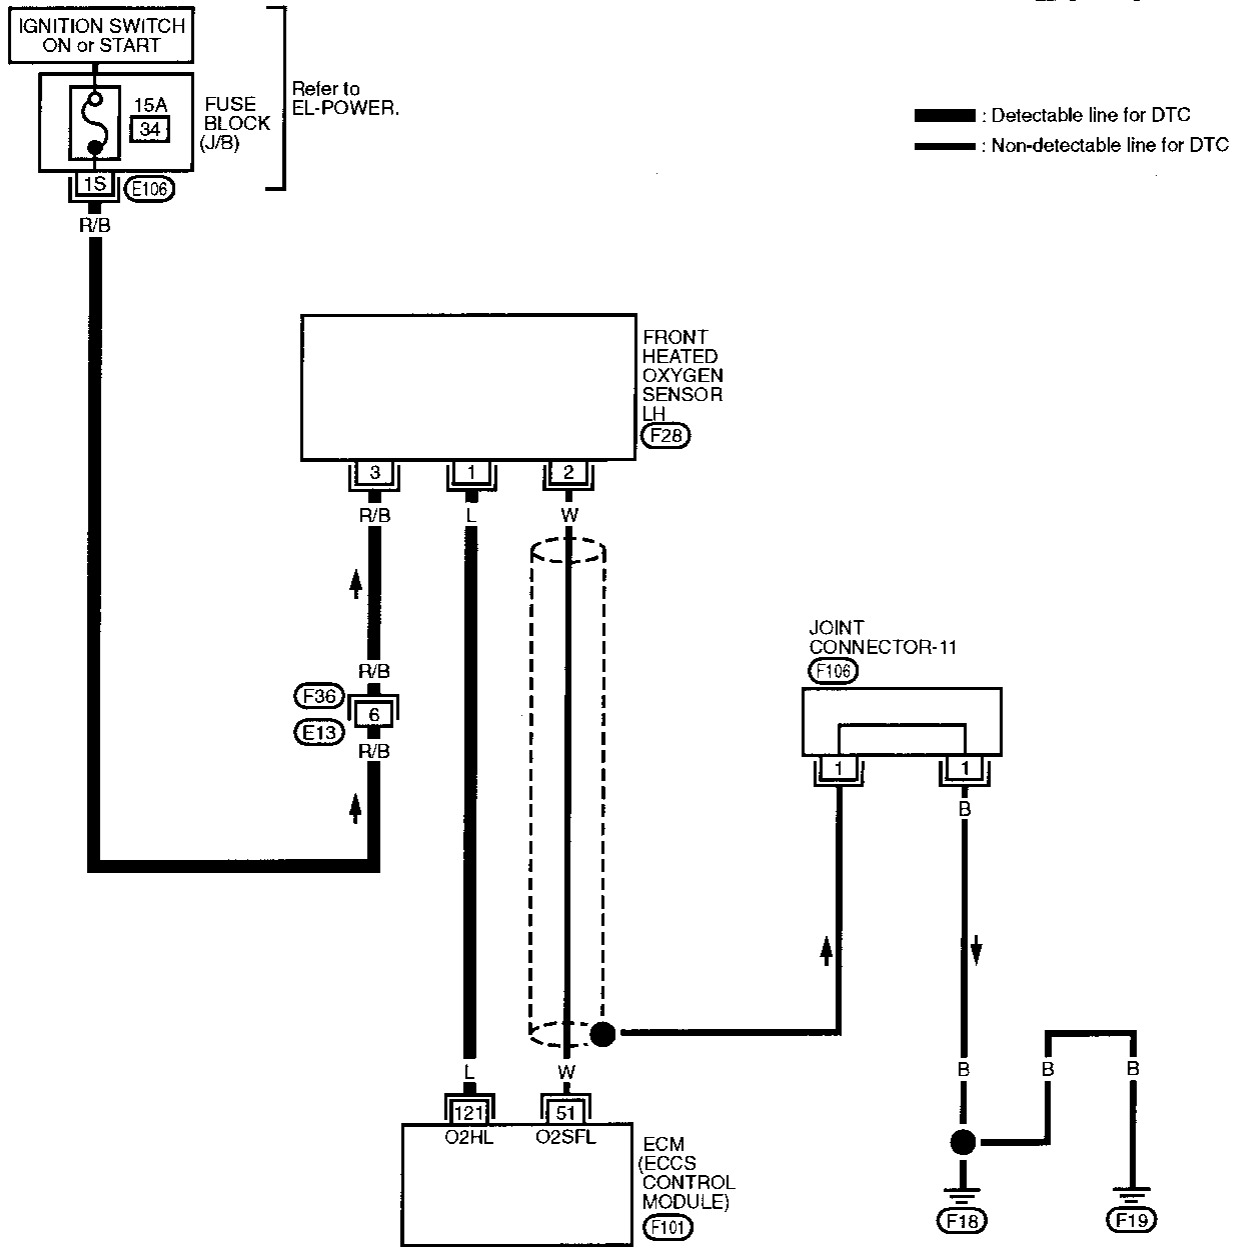 IGNITION SWITCH
ON or START
15A
34
FUSE
BLOCK
(J/B)
Refer to
EL-POWER.
1S
E106
R/B
: Detectable line for DTC
: Non-detectable line for DTC
FRONT
HEATED
OXYGEN
SENSOR
LH
F28
3
1
2
R/B
L
W
R/B
F36
6
E13
R/B
JOINT
CONNECTOR-11
F106
1
1
B
L
W
B
B
B
121
51
O2HL
O2SFL
ECM
(ECCS
CONTROL
MODULE)
F101
F18
F19